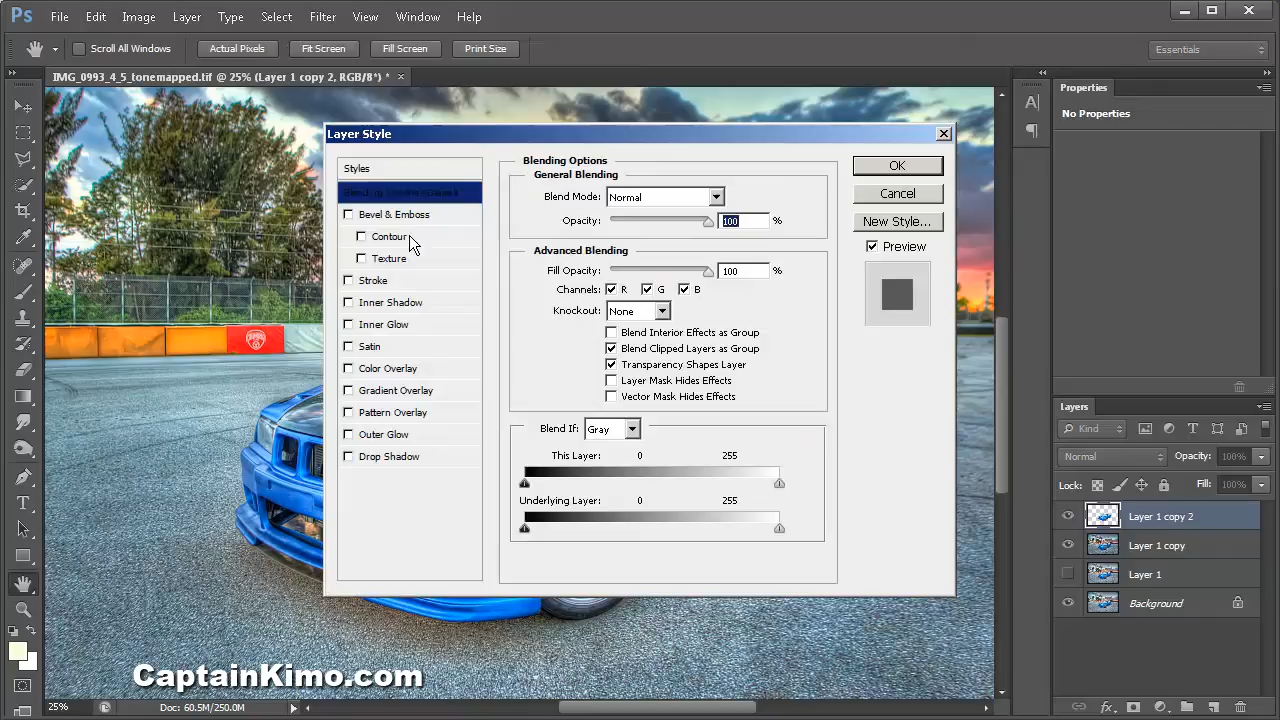 Ps File Edit Image Layer Type Select Filter View Window Help
Scroll All Windows Actual Pixels Fit Screen Fill Screen Print Size Essentials
IMG_0993_4_5_tonemapped.tif @ 25% (Layer 1 copy 2, RGB/8*) *
Properties
No Properties
Layer Style
Styles
Bevel & Emboss
Contour
Texture
Stroke
Inner Shadow
Inner Glow
Satin
Color Overlay
Gradient Overlay
Pattern Overlay
Outer Glow
Drop Shadow
Blending Options
General Blending
Blend Mode: Normal
Opacity: 100 %
Advanced Blending
Fill Opacity: 100 %
Channels: R G B
Knockout: None
Blend Interior Effects as Group
Blend Clipped Layers as Group
Transparency Shapes Layer
Layer Mask Hides Effects
Vector Mask Hides Effects
Blend If: Gray
This Layer: 0 255
Underlying Layer: 0 255
OK
Cancel
New Style...
Preview
Layers
Kind
Normal Opacity: 100%
Lock: Fill: 100%
Layer 1 copy 2
Layer 1 copy
Layer 1
Background
CaptainKimo.com
25% Doc: 60.5M/250.0M